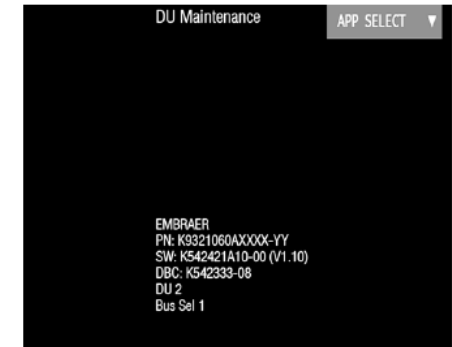 DU Maintenance
APP SELECT ▼
EMBRAER
PN: K9321060AXXXX-YY
SW: K542421A10-00 (V1.10)
DBC: K542333-08
DU 2
Bus Sel 1